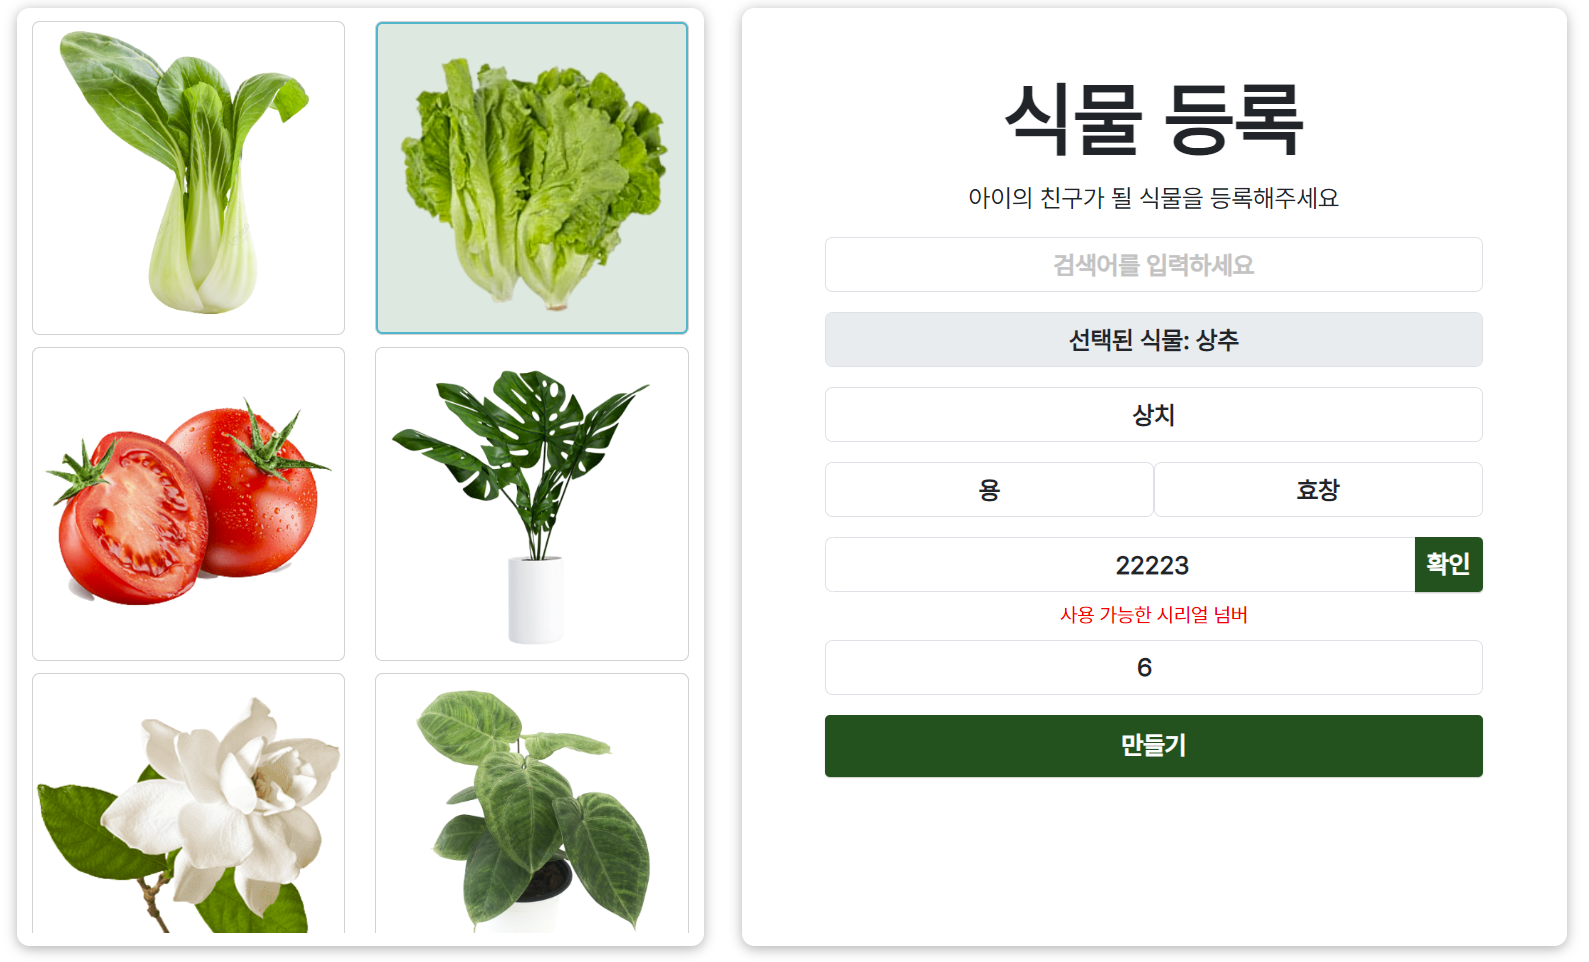 식물 등록
아이의 친구가 될 식물을 등록해주세요
검색어를 입력하세요
선택된 식물: 상추
상치
용 효창
22223 확인
사용 가능한 시리얼 넘버
6
만들기